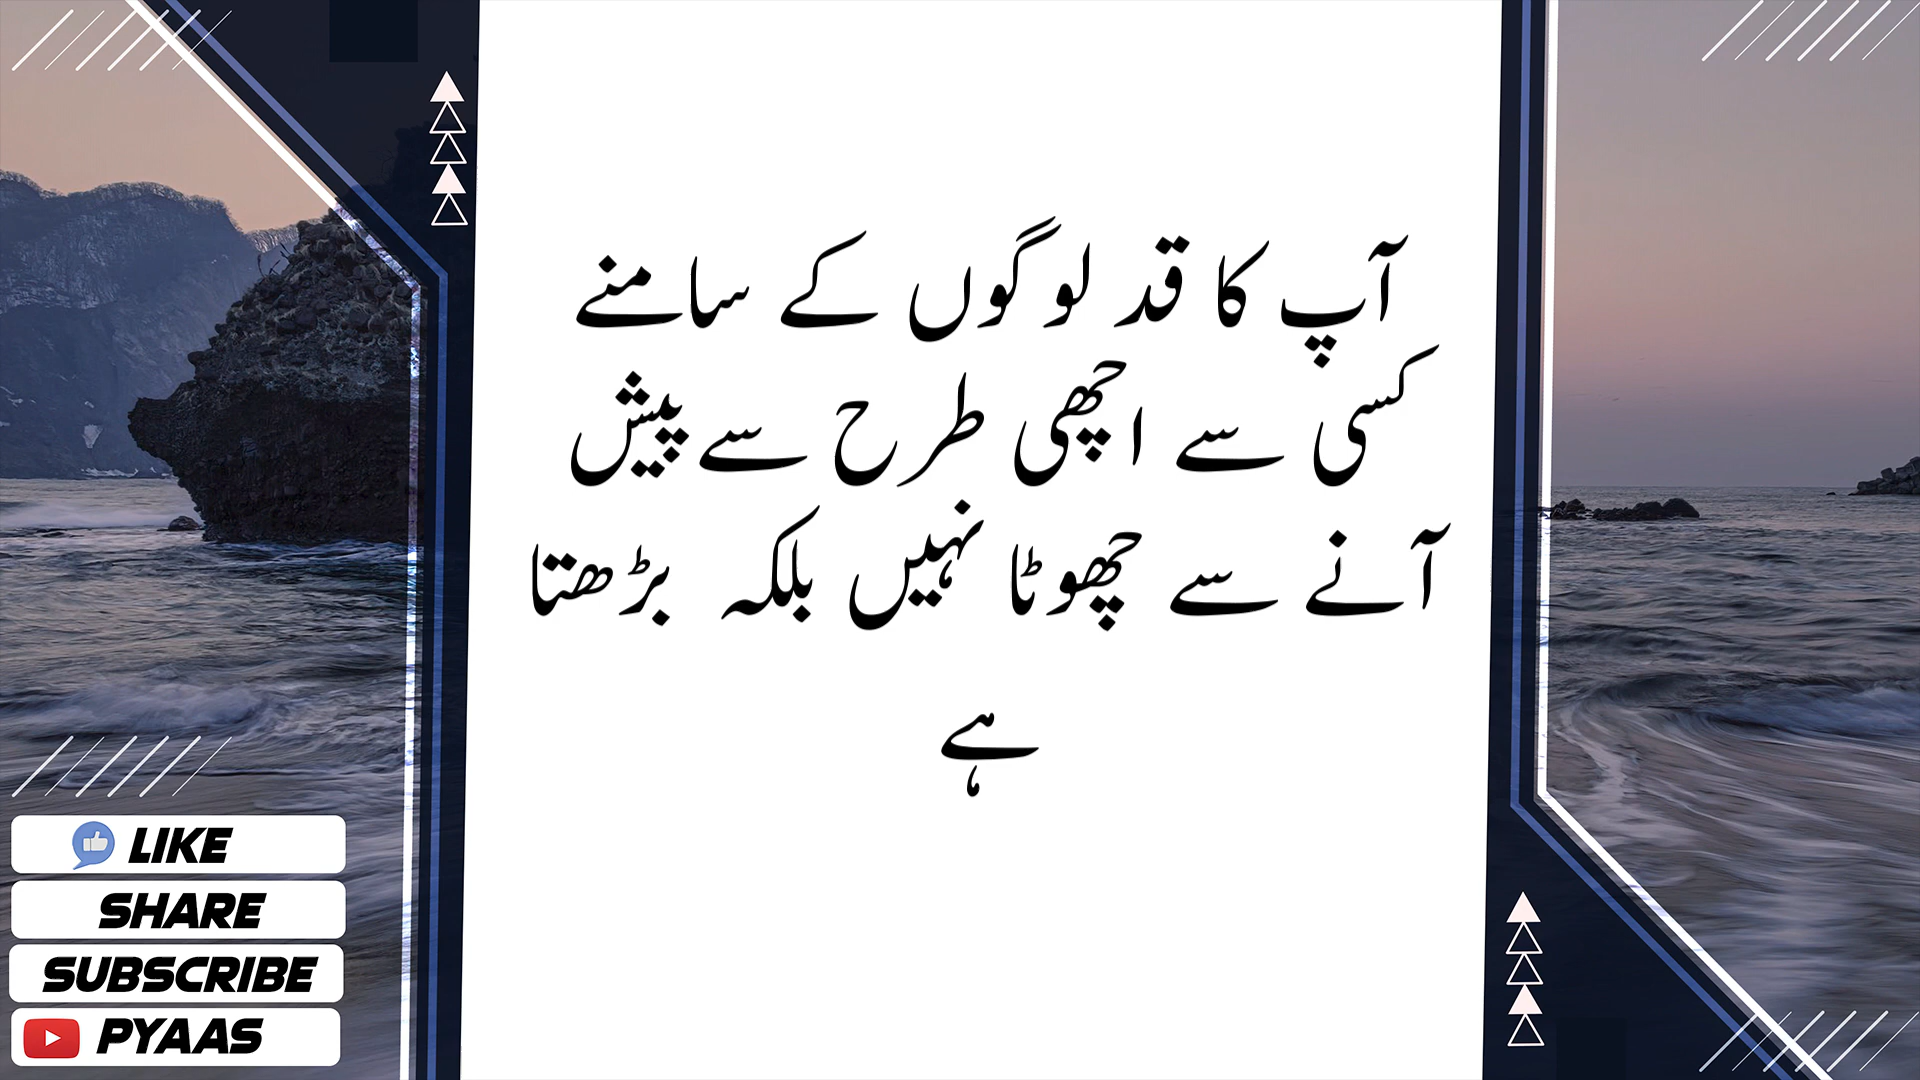 آپ کا قد لوگوں کے سامنے
کسی سے اچھی طرح سے پیش
آنے سے چھوٹا نہیں بلکہ بڑھتا
ہے
LIKE
SHARE
SUBSCRIBE
PYAAS